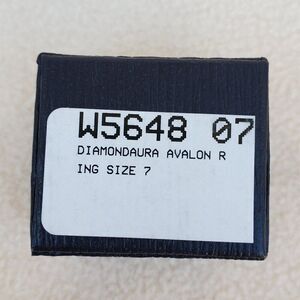 W5648 07
DIAMONDAURA AVALON R
ING SIZE 7